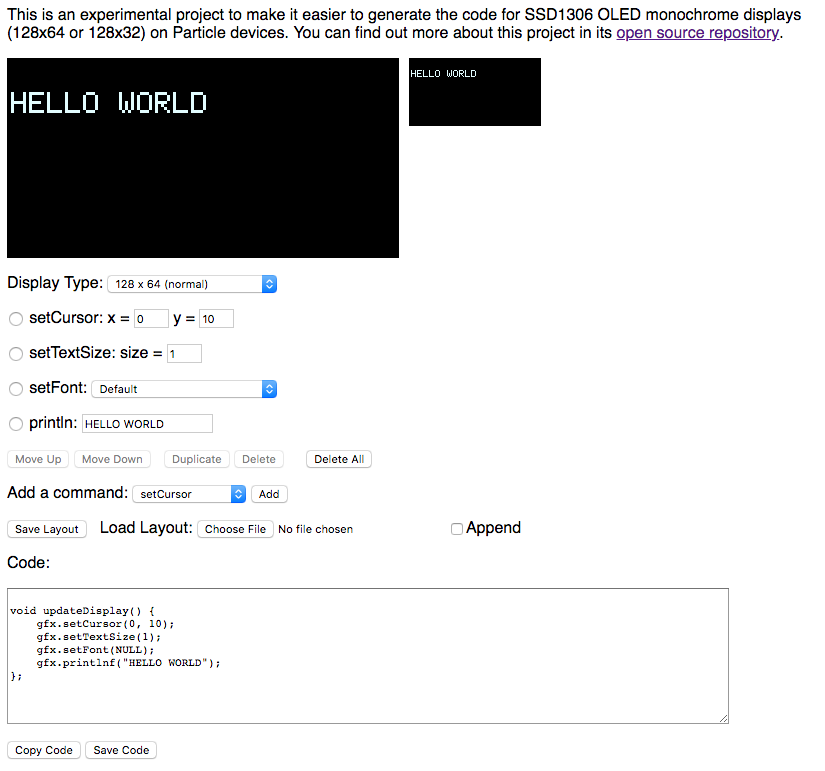 This is an experimental project to make it easier to generate the code for SSD1306 OLED monochrome displays
(128x64 or 128x32) on Particle devices. You can find out more about this project in its open source repository.
HELLO WORLD
HELLO WORLD
Display Type: 128 x 64 (normal)
setCursor: x = 0 y = 10
setTextSize: size = 1
setFont: Default
println: HELLO WORLD
Move Up Move Down Duplicate Delete Delete All
Add a command: setCursor Add
Save Layout Load Layout: Choose File No file chosen Append
Code:
void updateDisplay() {
    gfx.setCursor(0, 10);
    gfx.setTextSize(1);
    gfx.setFont(NULL);
    gfx.printlnf("HELLO WORLD");
};
Copy Code Save Code